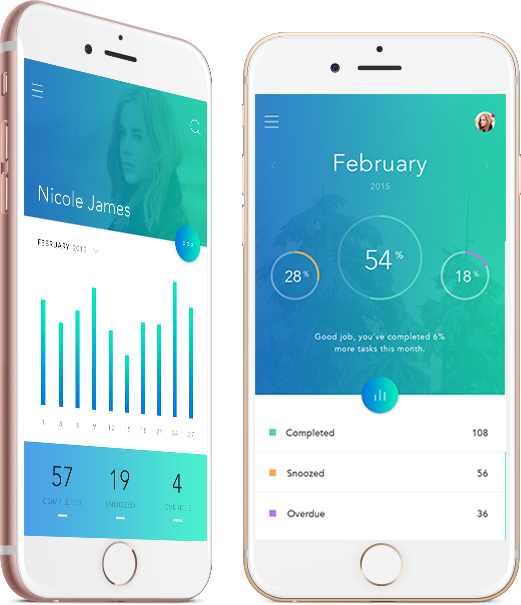 Nicole James
FEBRUARY 2015
1 3 6 9 12 15 18 21 24 27
57 19 4
COMPLETED SNOOZED OVERDUE
February
2015
28%
54%
18%
Good job, you've completed 6%
more tasks this month.
Completed 108
Snoozed 56
Overdue 36